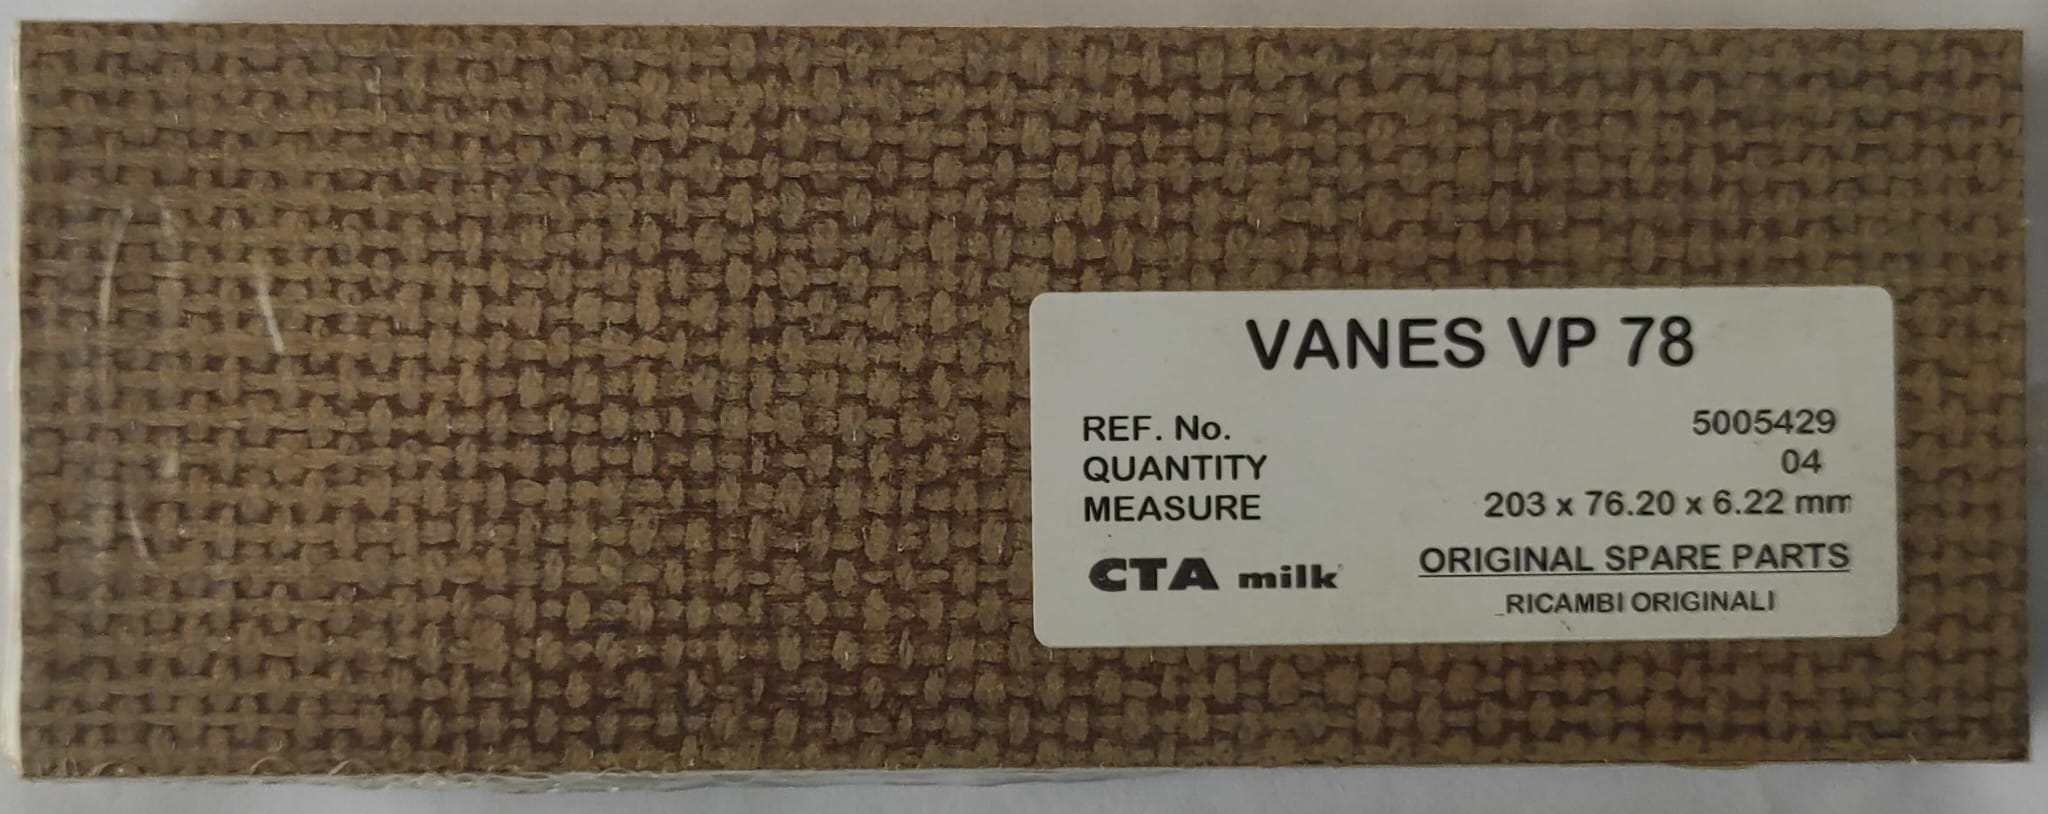 VANES VP 78
REF. No. 5005429
QUANTITY 04
MEASURE 203 x 76.20 x 6.22 mm
CTA milk ORIGINAL SPARE PARTS
RICAMBI ORIGINALI